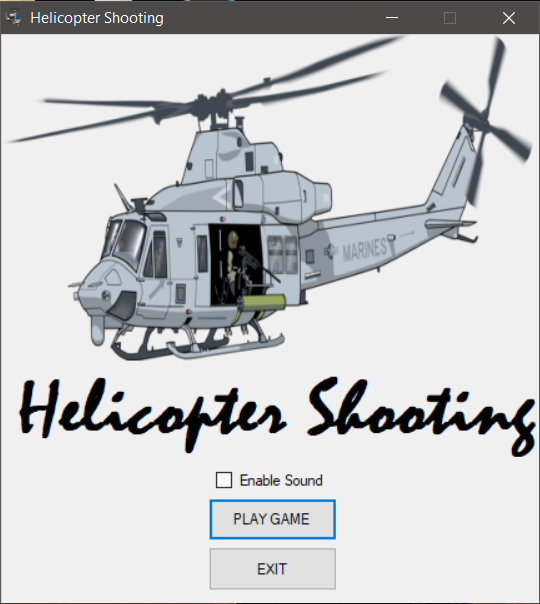 Helicopter Shooting
MARINES
Helicopter Shooting
Enable Sound
PLAY GAME
EXIT